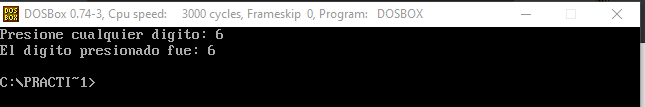 DOSBox 0.74-3, Cpu speed:    3000 cycles, Frameskip  0, Program:   DOSBOX
Presione cualquier digito: 6
El digito presionado fue: 6
C:\PRACTI~1>